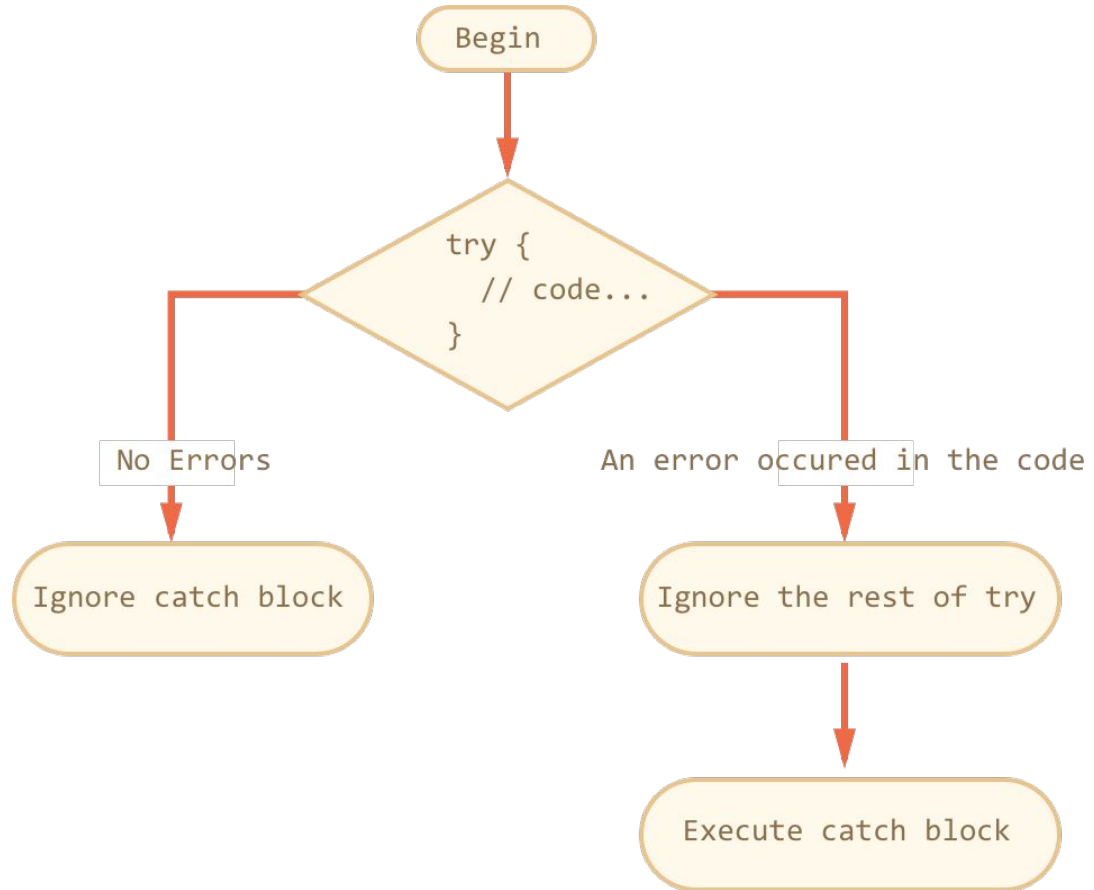 Begin
try {
  // code...
}
No Errors
An error occured in the code
Ignore catch block
Ignore the rest of try
Execute catch block